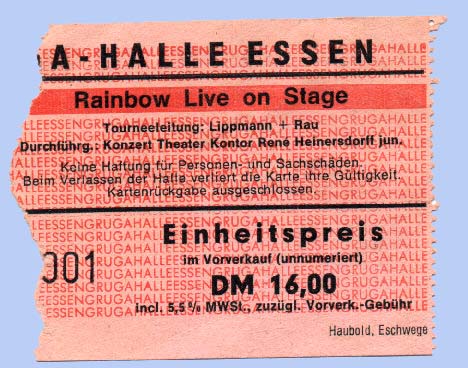 A - HALLE ESSEN
Rainbow Live on Stage
Tourneeleitung: Lippmann + Rau
Durchführg.: Konzert Theater Kontor René Heinersdorff jun.
Keine Haftung für Personen- und Sachschäden.
Beim Verlassen der Halle verliert die Karte ihre Gültigkeit.
Kartenrückgabe ausgeschlossen.
Einheitspreis
im Vorverkauf (unnumeriert)
001
DM 16,00
incl. 5,5% MWSt., zuzügl. Vorverk.-Gebühr
Haubold, Eschwege